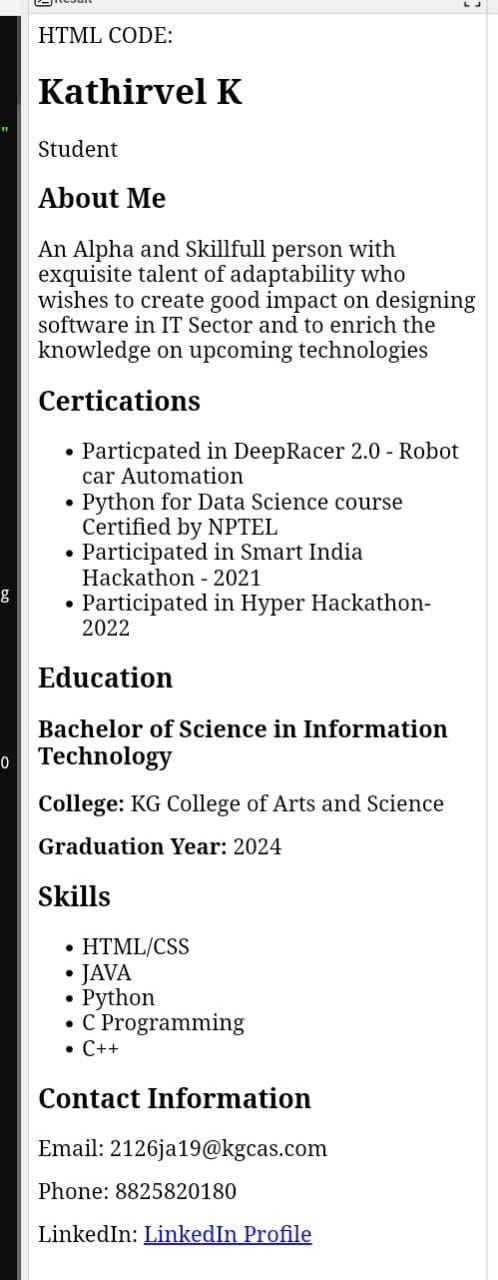 Result
HTML CODE:
Kathirvel K
Student
About Me
An Alpha and Skillfull person with
exquisite talent of adaptability who
wishes to create good impact on designing
software in IT Sector and to enrich the
knowledge on upcoming technologies
Certications
• Particpated in DeepRacer 2.0 - Robot
car Automation
• Python for Data Science course
Certified by NPTEL
• Participated in Smart India
Hackathon - 2021
• Participated in Hyper Hackathon-
2022
Education
Bachelor of Science in Information
Technology
College: KG College of Arts and Science
Graduation Year: 2024
Skills
• HTML/CSS
• JAVA
• Python
• C Programming
• C++
Contact Information
Email: 2126ja19@kgcas.com
Phone: 8825820180
LinkedIn: LinkedIn Profile
"
g
0